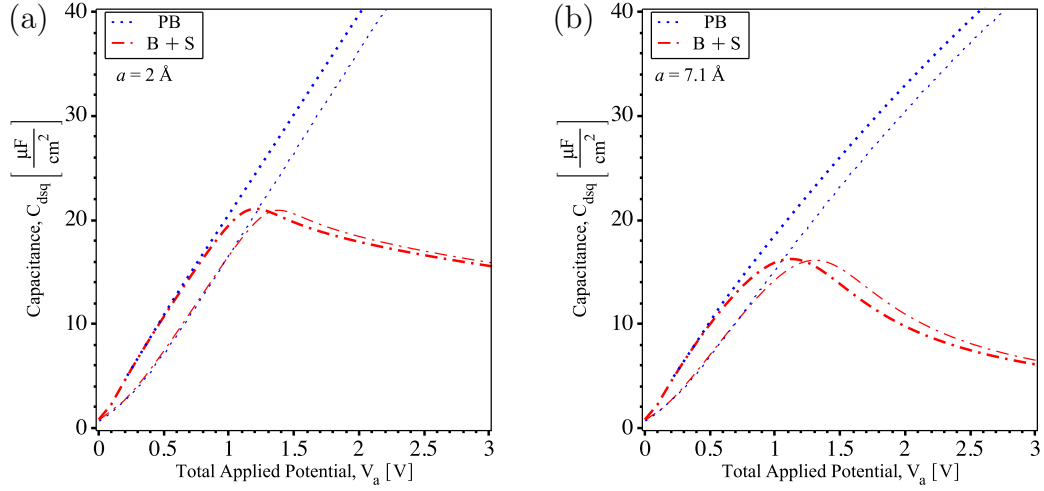 (a)
PB
B + S
a = 2 Å
40
30
20
10
0
Capacitance, C_dsq [ μF / cm² ]
0 0.5 1 1.5 2 2.5 3
Total Applied Potential, V_a [V]
(b)
PB
B + S
a = 7.1 Å
40
30
20
10
0
Capacitance, C_dsq [ μF / cm² ]
0 0.5 1 1.5 2 2.5 3
Total Applied Potential, V_a [V]